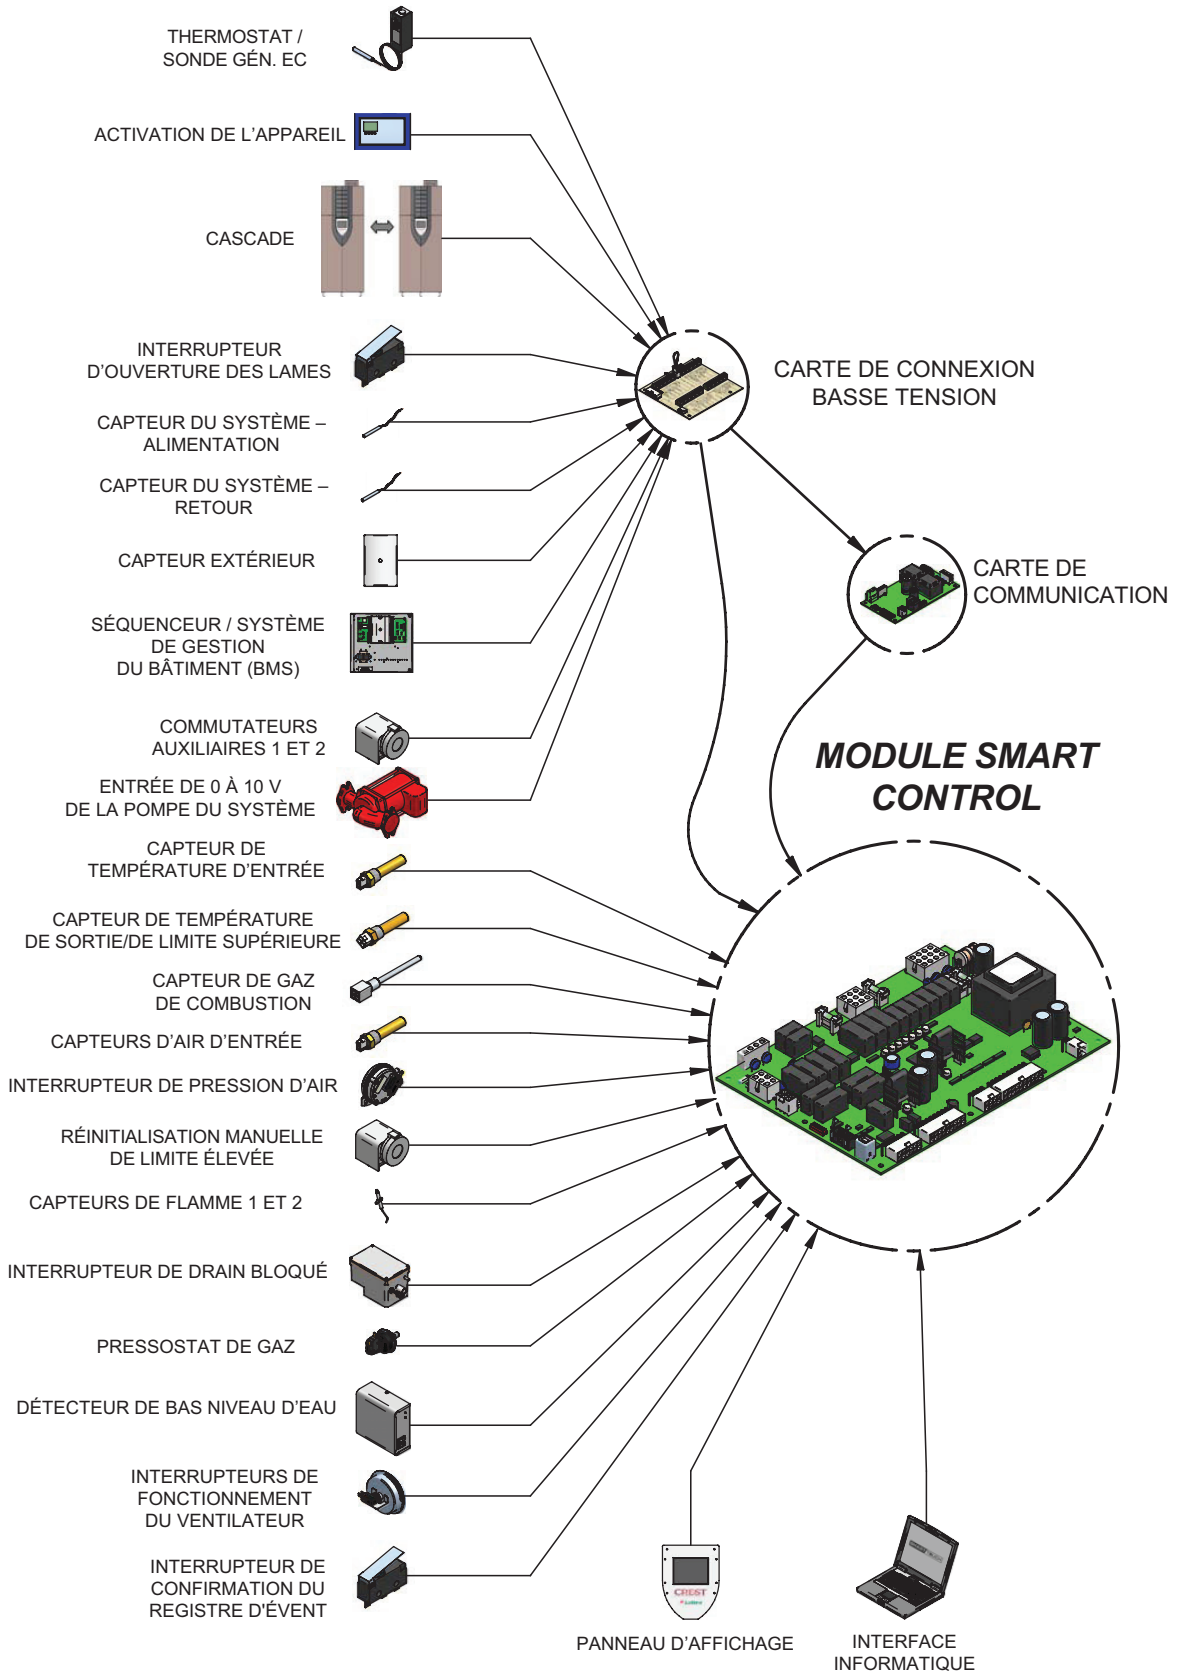 THERMOSTAT /
SONDE GÉN. EC
ACTIVATION DE L'APPAREIL
CASCADE
INTERRUPTEUR
D'OUVERTURE DES LAMES
CAPTEUR DU SYSTÈME –
ALIMENTATION
CAPTEUR DU SYSTÈME –
RETOUR
CAPTEUR EXTÉRIEUR
SÉQUENCEUR / SYSTÈME
DE GESTION
DU BÂTIMENT (BMS)
COMMUTATEURS
AUXILIAIRES 1 ET 2
ENTRÉE DE 0 À 10 V
DE LA POMPE DU SYSTÈME
CAPTEUR DE
TEMPÉRATURE D'ENTRÉE
CAPTEUR DE TEMPÉRATURE
DE SORTIE/DE LIMITE SUPÉRIEURE
CAPTEUR DE GAZ
DE COMBUSTION
CAPTEURS D'AIR D'ENTRÉE
INTERRUPTEUR DE PRESSION D'AIR
RÉINITIALISATION MANUELLE
DE LIMITE ÉLEVÉE
CAPTEURS DE FLAMME 1 ET 2
INTERRUPTEUR DE DRAIN BLOQUÉ
PRESSOSTAT DE GAZ
DÉTECTEUR DE BAS NIVEAU D'EAU
INTERRUPTEURS DE
FONCTIONNEMENT
DU VENTILATEUR
INTERRUPTEUR DE
CONFIRMATION DU
REGISTRE D'ÉVENT
CARTE DE CONNEXION
BASSE TENSION
CARTE DE
COMMUNICATION
MODULE SMART
CONTROL
CREST
PANNEAU D'AFFICHAGE
INTERFACE
INFORMATIQUE